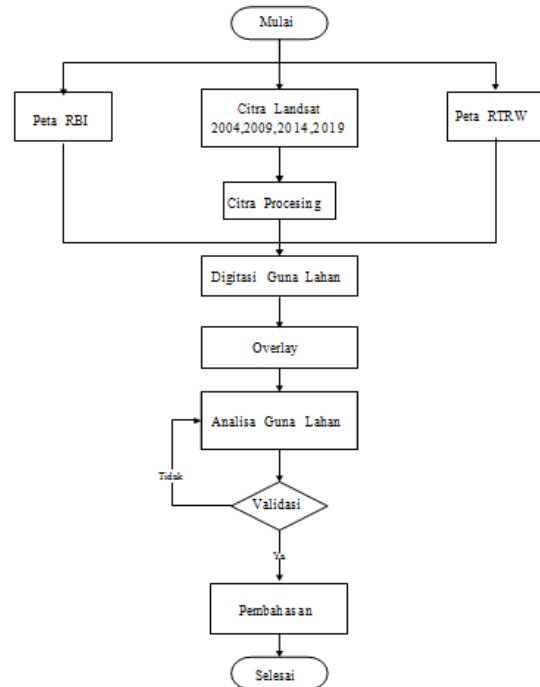 Mulai
Peta RBI
Citra Landsat
2004,2009,2014,2019
Peta RTRW
Citra Procesing
Digitasi Guna Lahan
Overlay
Analisa Guna Lahan
Tidak
Validasi
Ya
Pembahasan
Selesai